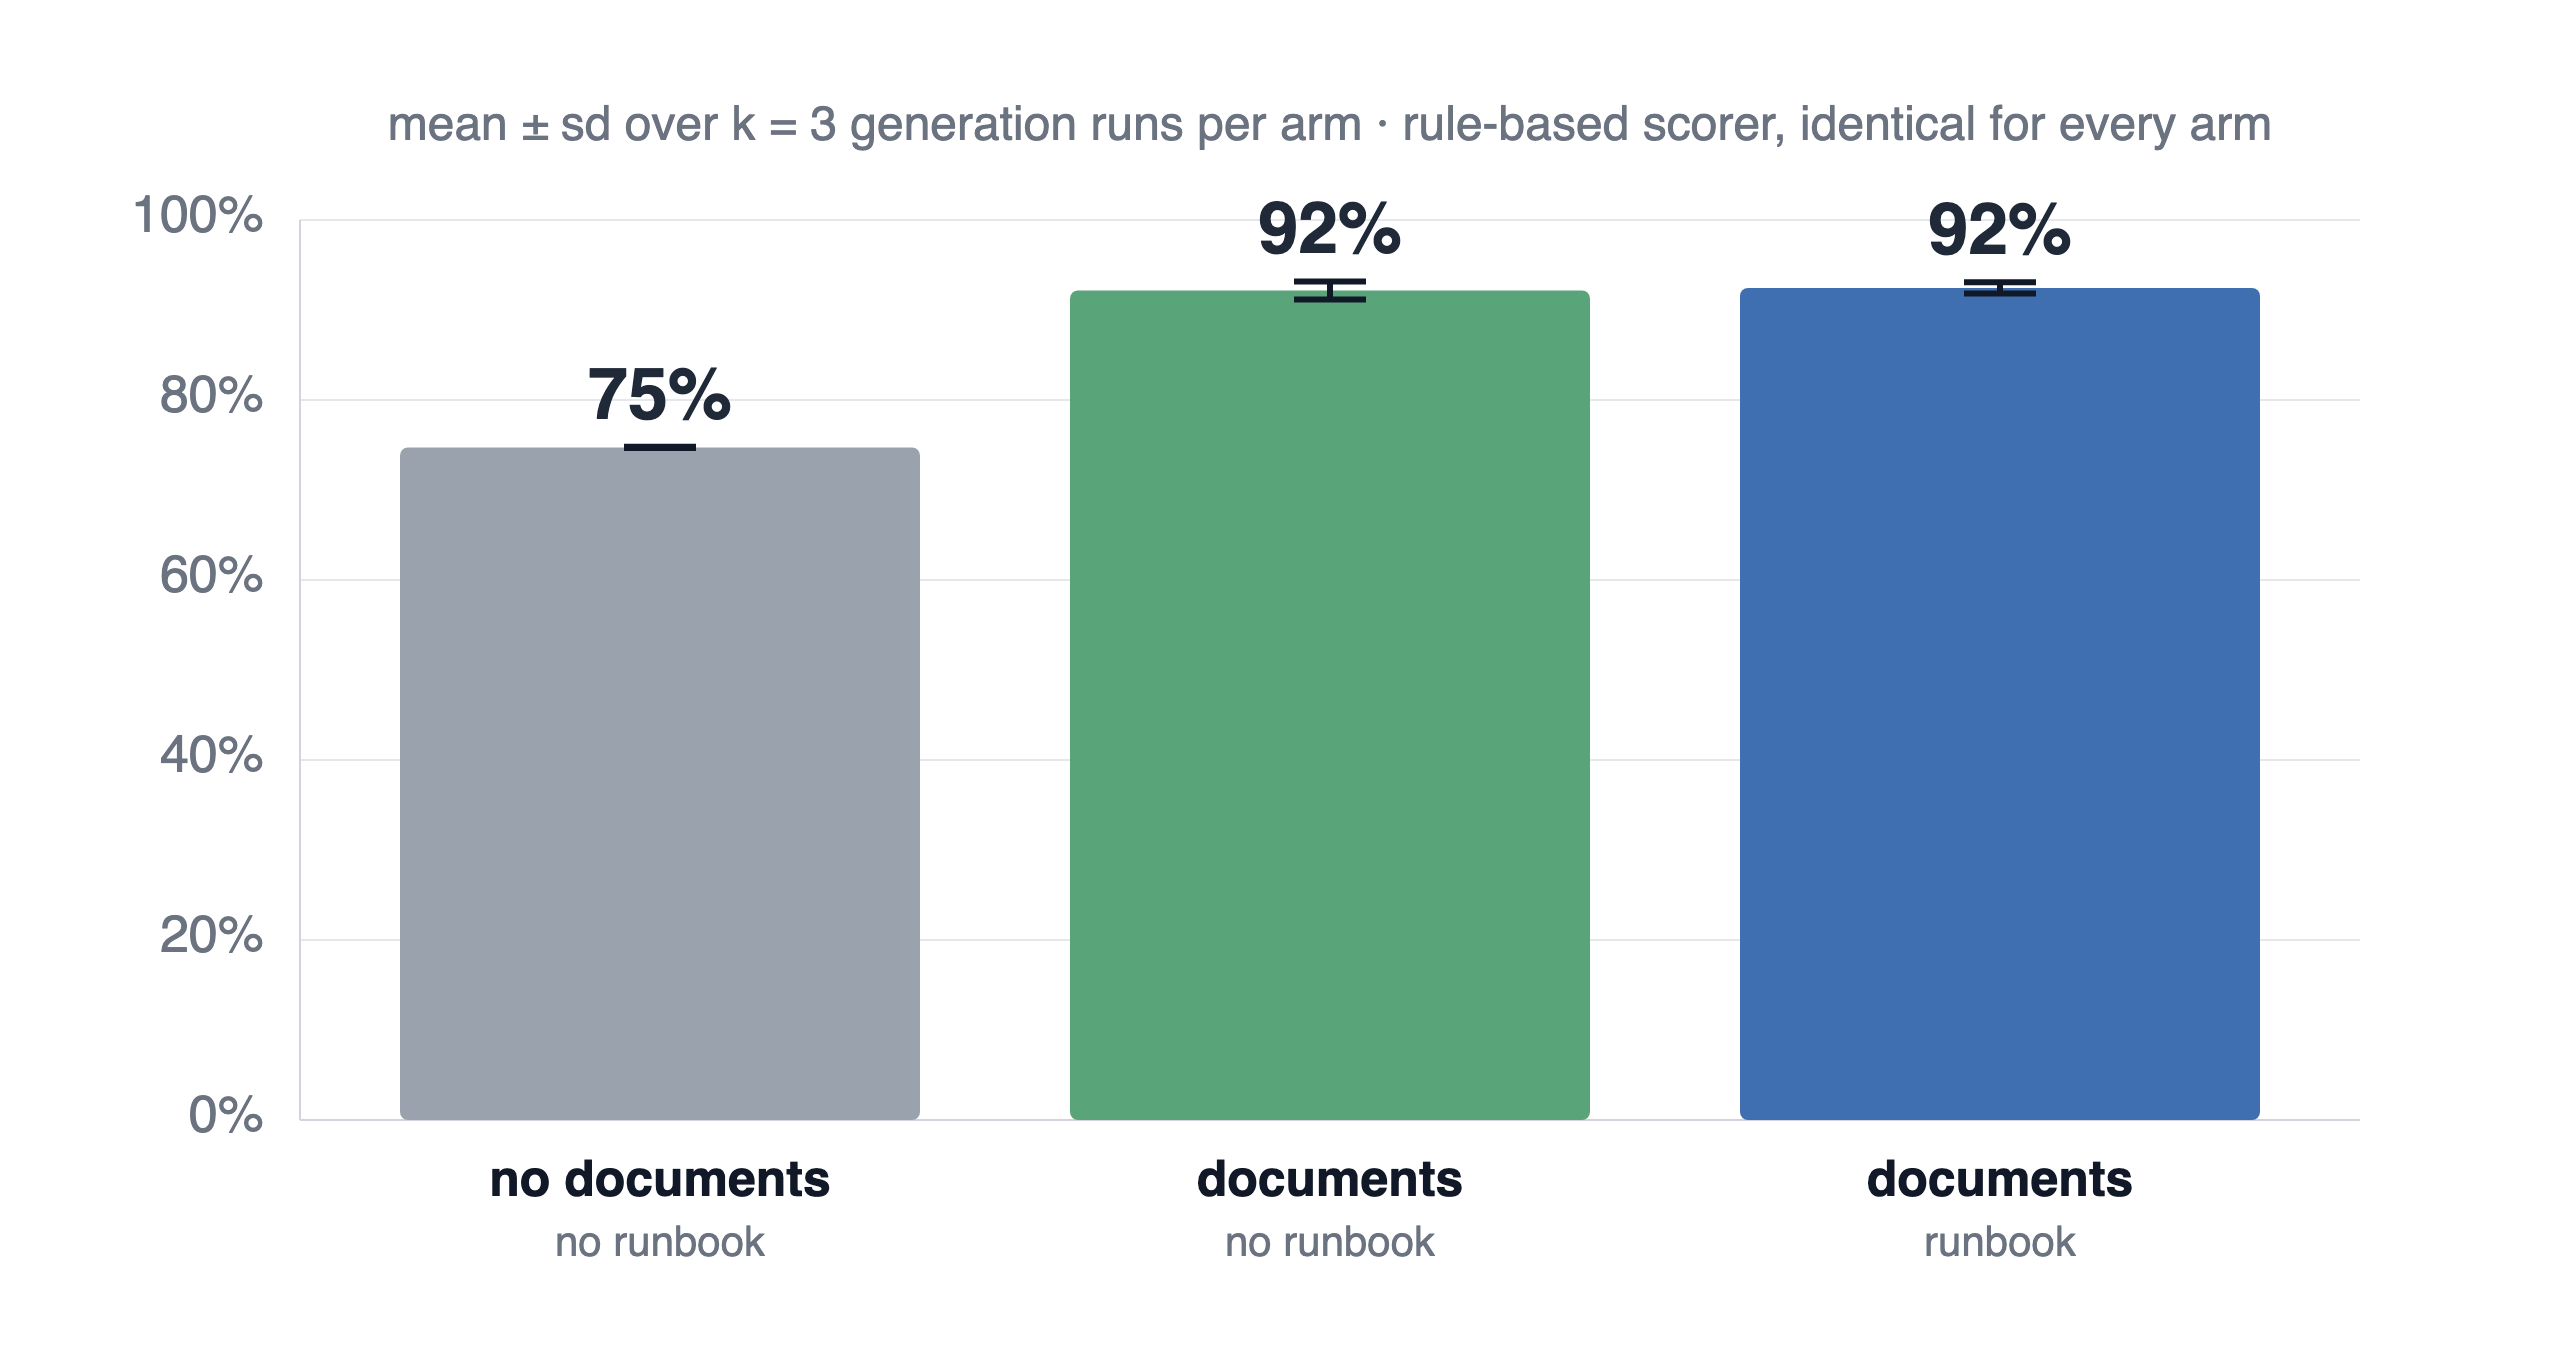 mean ± sd over k = 3 generation runs per arm · rule-based scorer, identical for every arm
100%
80%
60%
40%
20%
0%
75%
92%
92%
no documents
no runbook
documents
no runbook
documents
runbook